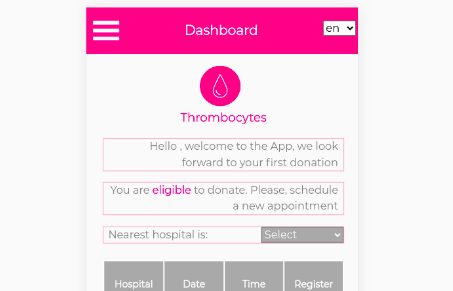 Dashboard
en
Thrombocytes
Hello , welcome to the App, we look
forward to your first donation
You are eligible to donate. Please, schedule
a new appointment
Nearest hospital is: Select
Hospital Date Time Register